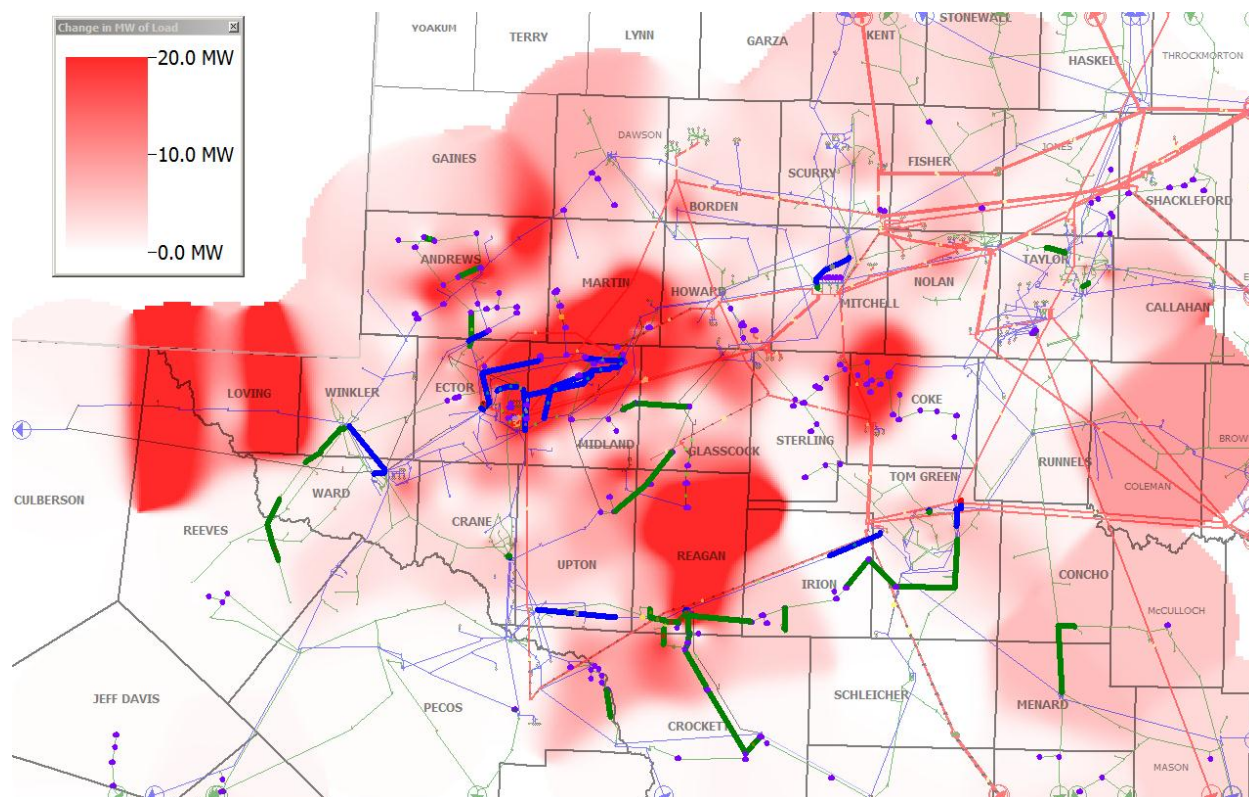 Change in MW of Load
20.0 MW
10.0 MW
0.0 MW
YOAKUM
TERRY
LYNN
GARZA
KENT
STONEWALL
HASKELL
THROCKMORTON
GAINES
DAWSON
BORDEN
SCURRY
FISHER
JONES
SHACKLEFORD
ANDREWS
MARTIN
HOWARD
MITCHELL
NOLAN
TAYLOR
CALLAHAN
LOVING
WINKLER
ECTOR
MIDLAND
GLASSCOCK
STERLING
COKE
RUNNELS
COLEMAN
BROW
CULBERSON
REEVES
WARD
CRANE
UPTON
REAGAN
IRION
TOM GREEN
CONCHO
McCULLOCH
JEFF DAVIS
PECOS
CROCKETT
SCHLEICHER
MENARD
MASON